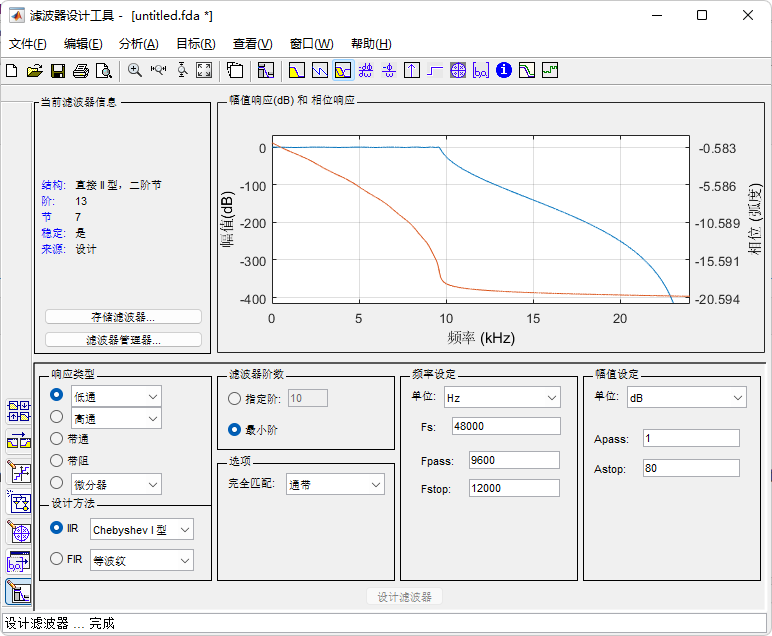 滤波器设计工具 - [untitled.fda *]
文件(F) 编辑(E) 分析(A) 目标(R) 查看(V) 窗口(W) 帮助(H)
当前滤波器信息
结构: 直接 II 型，二阶节
阶: 13
节 7
稳定: 是
来源: 设计
存储滤波器...
滤波器管理器...
幅值响应(dB) 和 相位响应
幅值(dB)
0
-100
-200
-300
-400
0 5 10 15 20
频率 (kHz)
-0.583
-5.586
-10.589
-15.591
-20.594
相位 (弧度)
响应类型
低通
高通
带通
带阻
微分器
设计方法
IIR Chebyshev I 型
FIR 等波纹
滤波器阶数
指定阶: 10
最小阶
选项
完全匹配: 通带
频率设定
单位: Hz
Fs: 48000
Fpass: 9600
Fstop: 12000
幅值设定
单位: dB
Apass: 1
Astop: 80
设计滤波器
设计滤波器 ... 完成